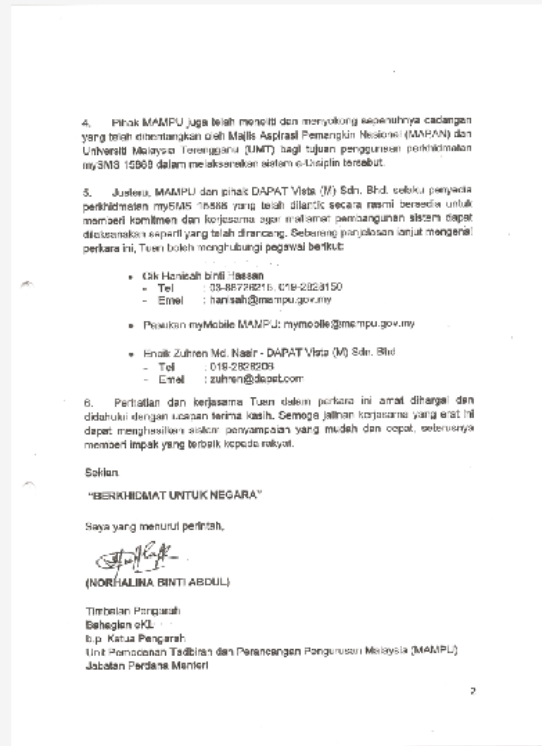 4. Pihak MAMPU juga telah meneliti dan menyokong sepenuhnya cadangan
yang telah dibentangkan oleh Majlis Aspirasi Pemangkin Nasional (MAPAN) dan
Universiti Malaysia Terengganu (UMT) bagi tujuan penggunaan perkhidmatan
mySMS 15888 dalam melaksanakan sistem e-Disiplin tersebut.
5. Justeru, MAMPU dan pihak DAPAT Vista (M) Sdn. Bhd. selaku penyedia
perkhidmatan mySMS 15888 yang telah dilantik secara rasmi bersedia untuk
memberi komitmen dan kerjasama agar matlamat pembangunan sistem dapat
dilaksanakan seperti yang telah dirancang. Sebarang penjelasan lanjut mengenai
perkara ini, Tuan boleh menghubungi pegawai berikut:
• Cik Hanisah binti Hassan
- Tel : 03-88726216, 019-2828150
- Emel : hanisah@mampu.gov.my
• Pasukan myMobile MAMPU: mymobile@mampu.gov.my
• Encik Zuhren Md. Nasir - DAPAT Vista (M) Sdn. Bhd
- Tel : 019-2828206
- Emel : zuhren@dapat.com
6. Perhatian dan kerjasama Tuan dalam perkara ini amat dihargai dan
didahului dengan ucapan terima kasih. Semoga jalinan kerjasama yang erat ini
dapat menghasilkan sistem penyampaian yang mudah dan cepat, seterusnya
memberi impak yang terbaik kepada rakyat.
Sekian.
"BERKHIDMAT UNTUK NEGARA"
Saya yang menurut perintah,
(NORHALINA BINTI ABDUL)
Timbalan Pengarah
Bahagian eKL
b.p. Ketua Pengarah
Unit Pemodenan Tadbiran dan Perancangan Pengurusan Malaysia (MAMPU)
Jabatan Perdana Menteri
2